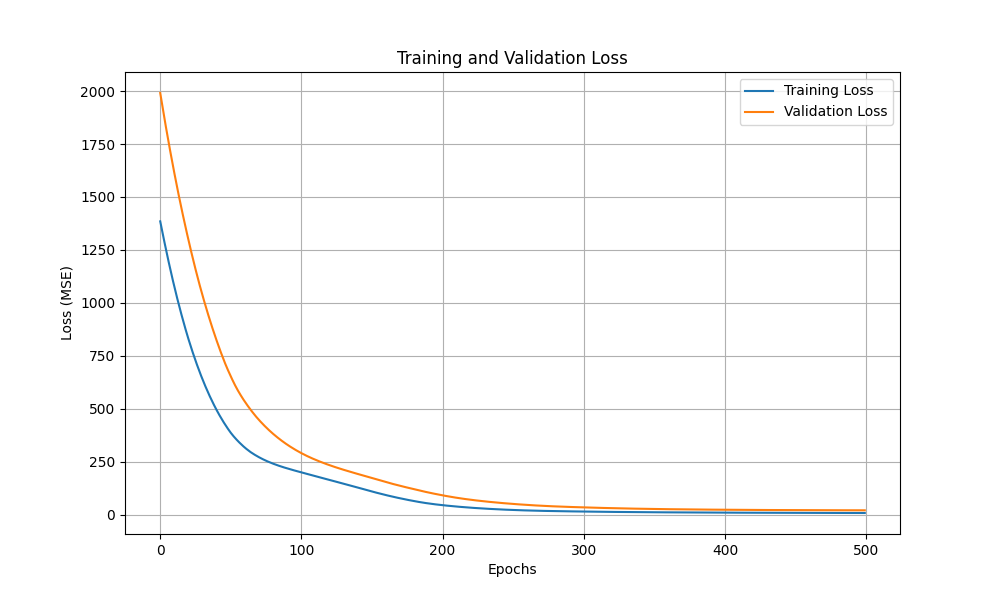 Training and Validation Loss
Training Loss
Validation Loss
2000
1750
1500
1250
1000
750
500
250
0
Loss (MSE)
0 100 200 300 400 500
Epochs